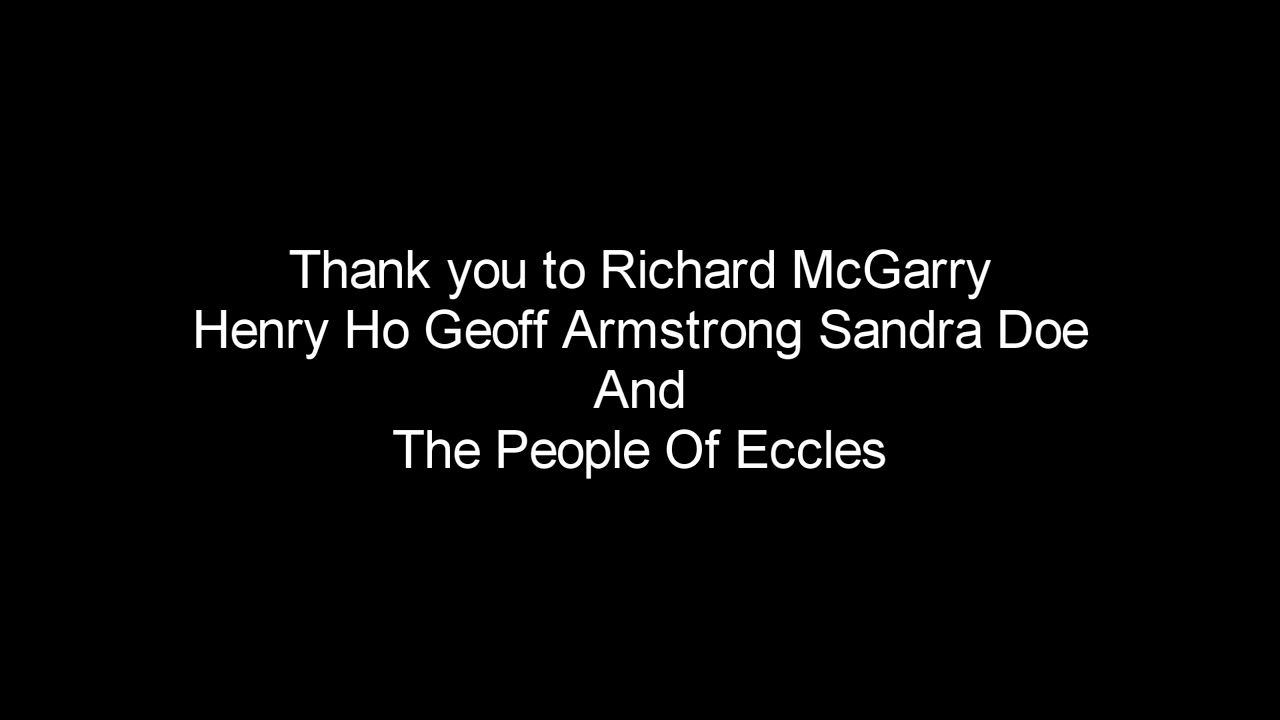 Thank you to Richard McGarry
Henry Ho Geoff Armstrong Sandra Doe
And
The People Of Eccles